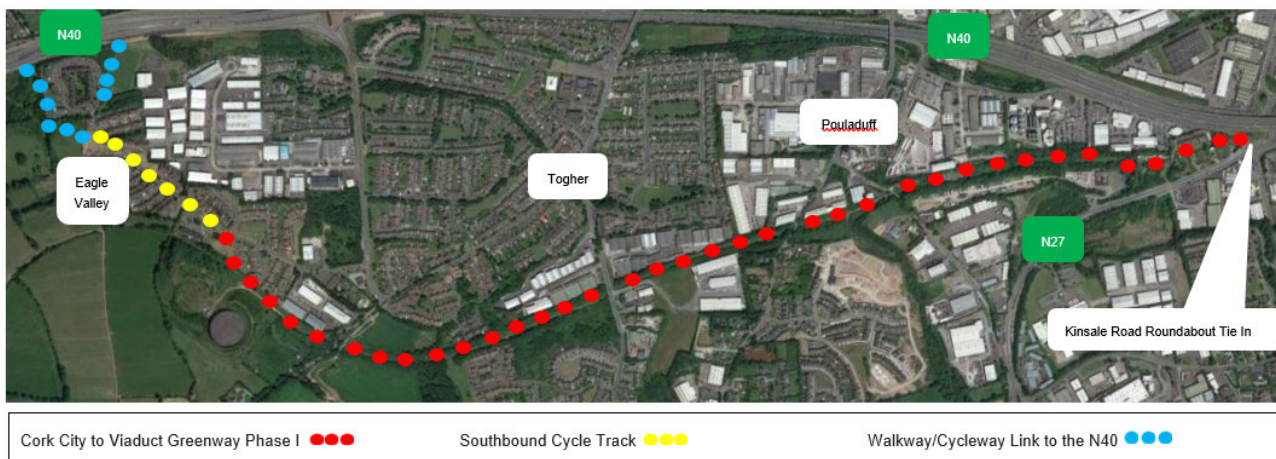 N40
N40
Pouladuff
Eagle
Valley
Togher
N27
Kinsale Road Roundabout Tie In
Cork City to Viaduct Greenway Phase I
Southbound Cycle Track
Walkway/Cycleway Link to the N40